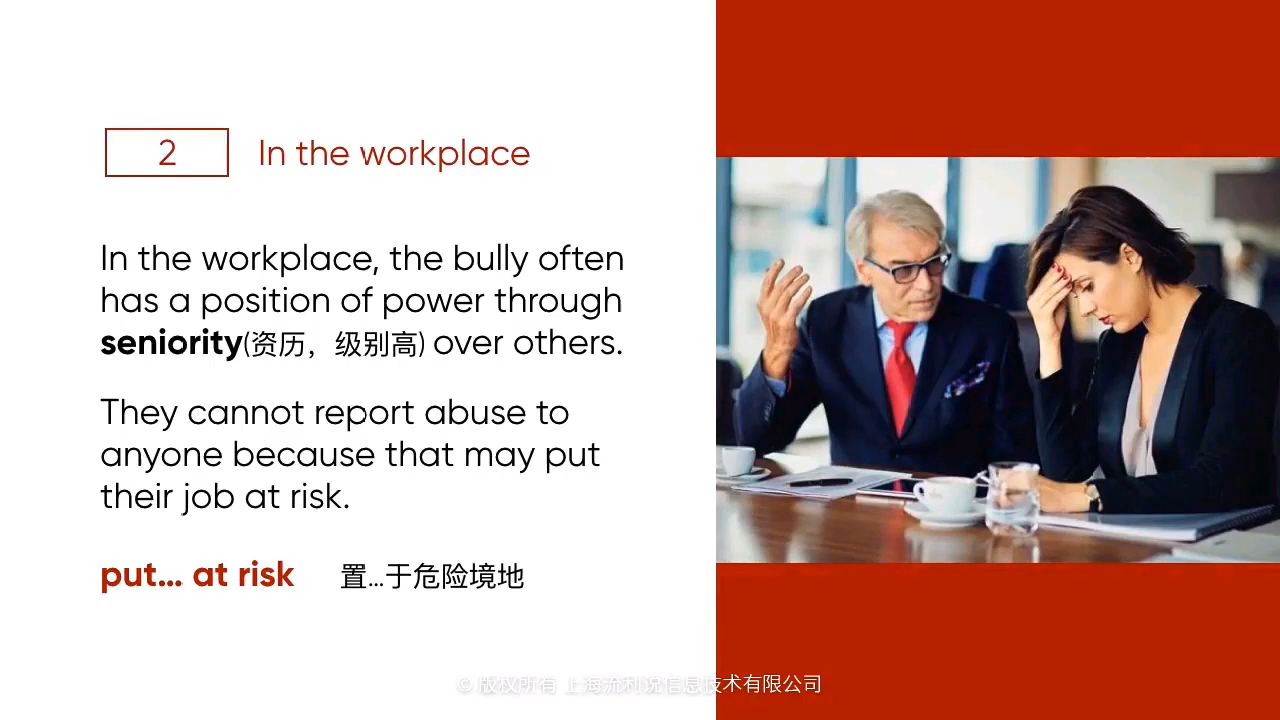 2 In the workplace
In the workplace, the bully often
has a position of power through
seniority(资历，级别高) over others.
They cannot report abuse to
anyone because that may put
their job at risk.
put... at risk 置...于危险境地
© 版权所有 上海流利说信息技术有限公司